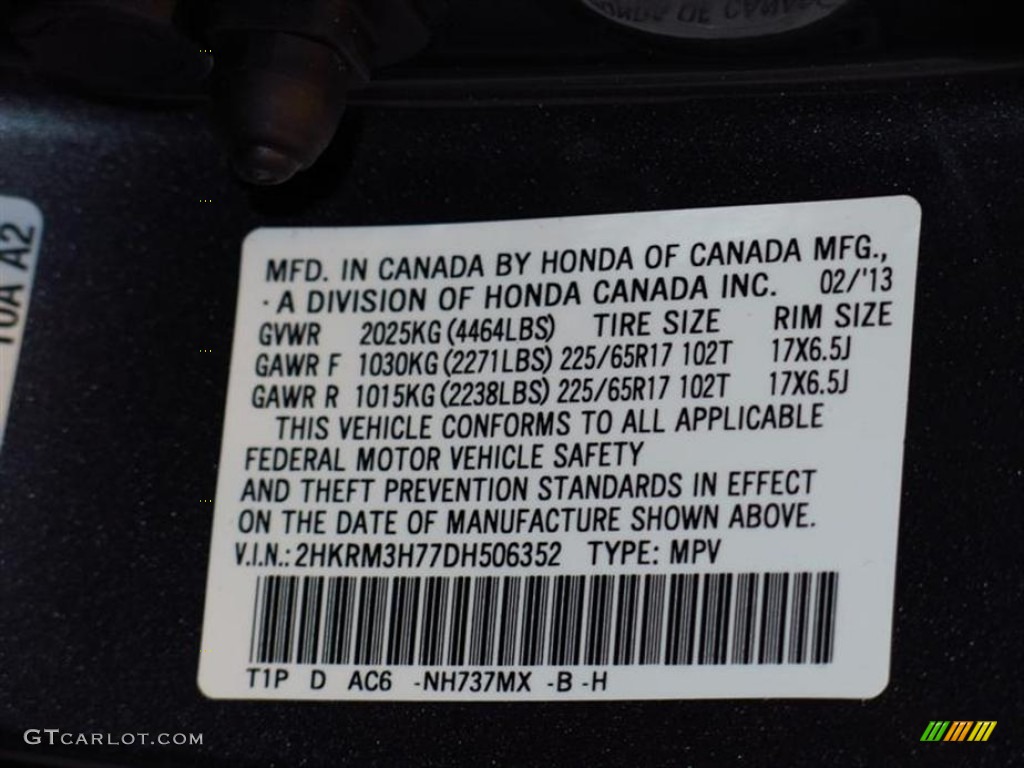 MFD. IN CANADA BY HONDA OF CANADA MFG.,
· A DIVISION OF HONDA CANADA INC. 02/'13
GVWR 2025KG (4464LBS) TIRE SIZE RIM SIZE
GAWR F 1030KG (2271LBS) 225/65R17 102T 17X6.5J
GAWR R 1015KG (2238LBS) 225/65R17 102T 17X6.5J
THIS VEHICLE CONFORMS TO ALL APPLICABLE
FEDERAL MOTOR VEHICLE SAFETY
AND THEFT PREVENTION STANDARDS IN EFFECT
ON THE DATE OF MANUFACTURE SHOWN ABOVE.
V.I.N.: 2HKRM3H77DH506352 TYPE: MPV
T1P D AC6 -NH737MX -B -H
10A A2
GTCARLOT.COM